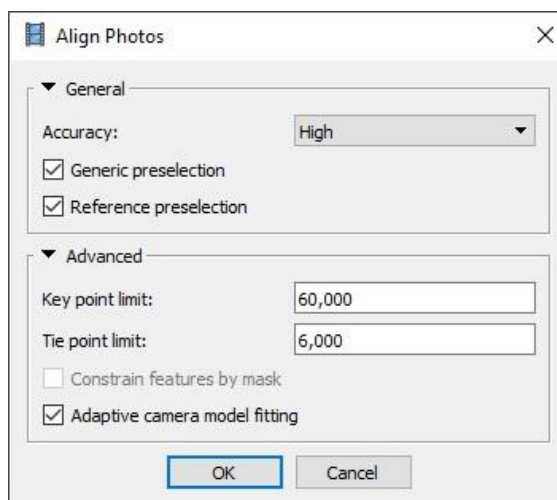 Align Photos
General
Accuracy: High
Generic preselection
Reference preselection
Advanced
Key point limit: 60,000
Tie point limit: 6,000
Constrain features by mask
Adaptive camera model fitting
OK Cancel